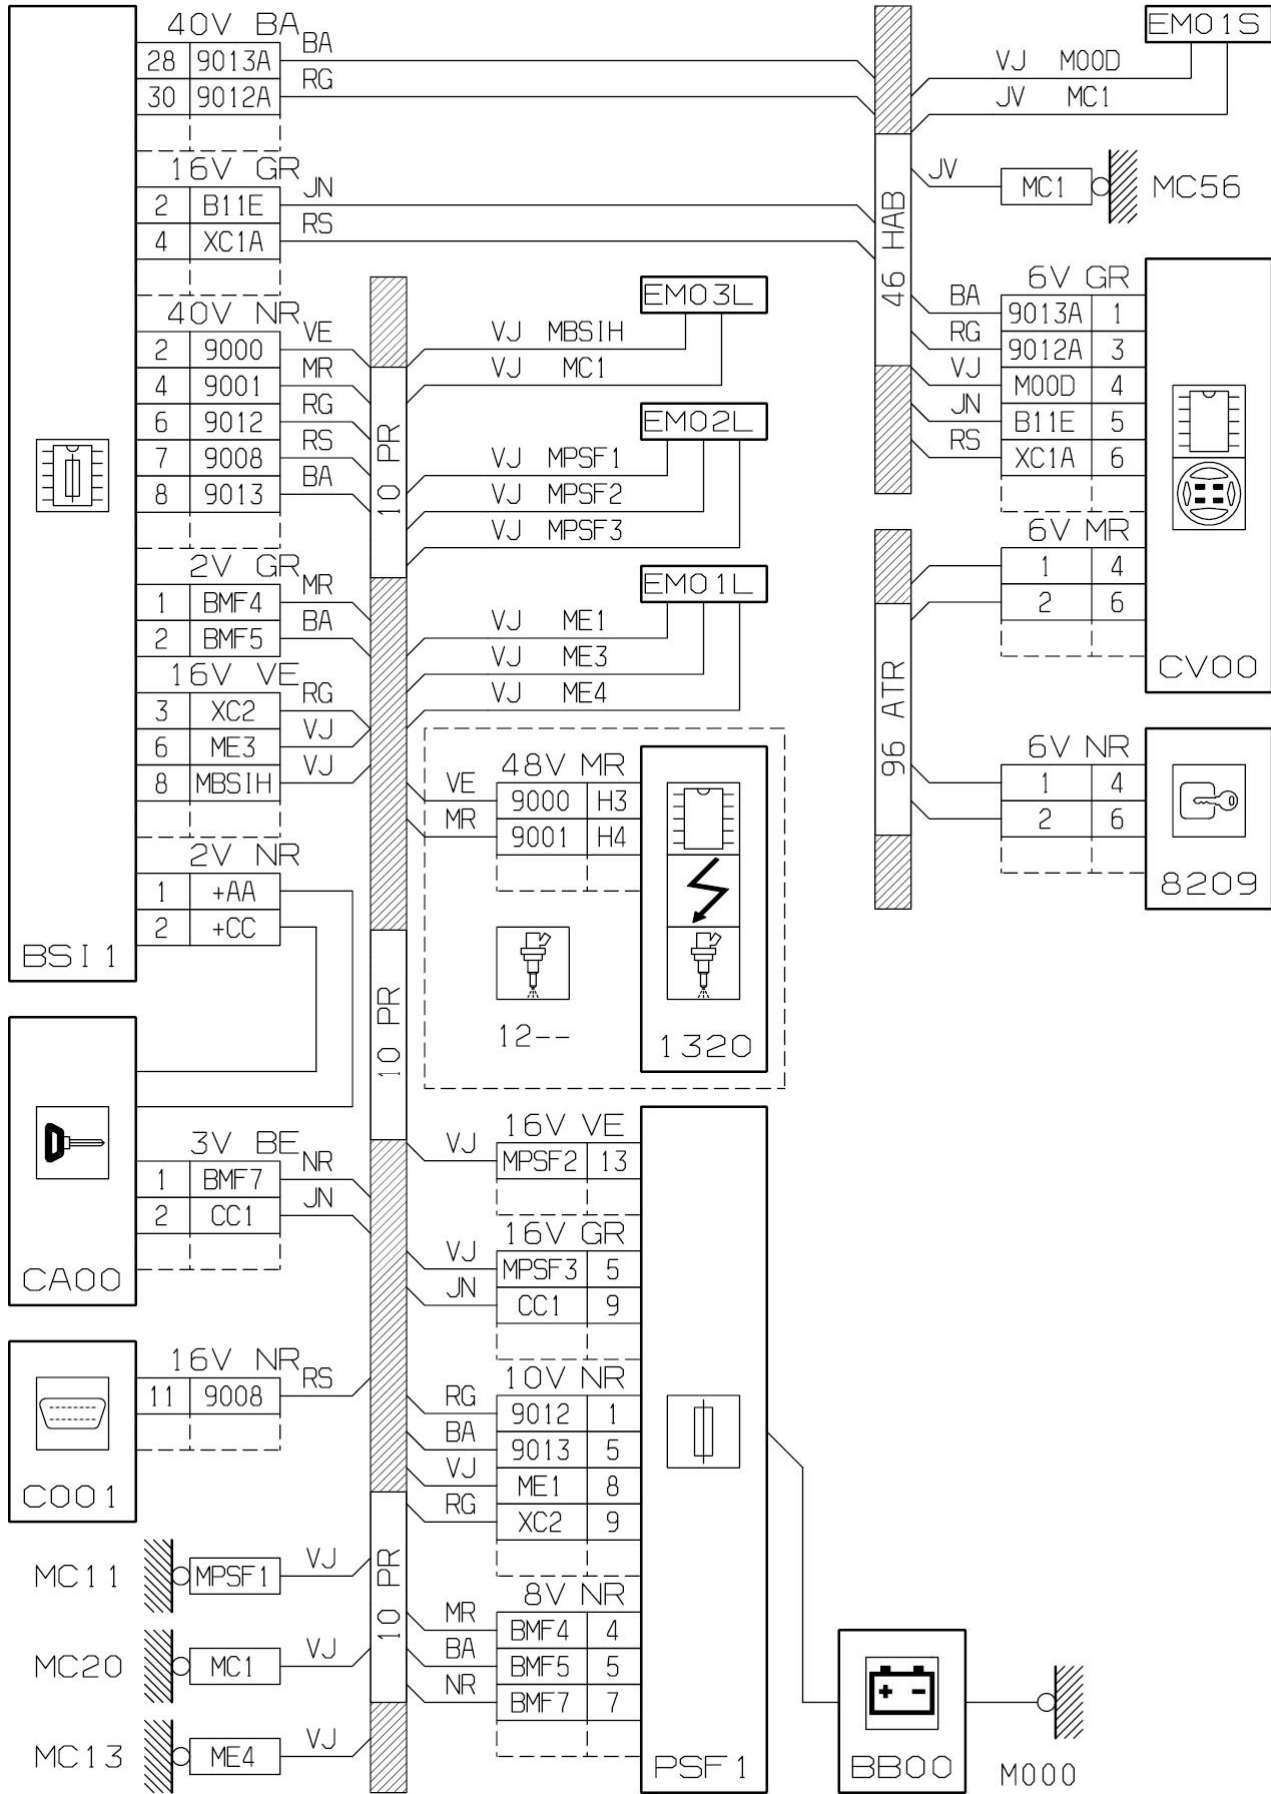 40V BA
28 9013A BA
30 9012A RG
16V GR
2 B11E JN
4 XC1A RS
40V NR
2 9000 VE
4 9001 MR
6 9012 RG
7 9008 RS
8 9013 BA
2V GR
1 BMF4 MR
2 BMF5 BA
16V VE
3 XC2 RG
6 ME3 VJ
8 MBSIH VJ
2V NR
1 +AA
2 +CC
BSI1
3V BE
1 BMF7 NR
2 CC1 JN
CA00
16V NR
11 9008 RS
C001
MC11 MPSF1 VJ
MC20 MC1 VJ
MC13 ME4 VJ
10 PR
10 PR
10 PR
EM03L
VJ MBSIH
VJ MC1
EM02L
VJ MPSF1
VJ MPSF2
VJ MPSF3
EM01L
VJ ME1
VJ ME3
VJ ME4
48V MR
VE 9000 H3
MR 9001 H4
12--
1320
16V VE
VJ MPSF2 13
16V GR
VJ MPSF3 5
JN CC1 9
10V NR
RG 9012 1
BA 9013 5
VJ ME1 8
RG XC2 9
8V NR
MR BMF4 4
BA BMF5 5
NR BMF7 7
PSF1
BB00
+ -
M000
46 HAB
EM01S
VJ M00D
JV MC1
JV MC1 MC56
6V GR
BA 9013A 1
RG 9012A 3
VJ M00D 4
JN B11E 5
RS XC1A 6
6V MR
1 4
2 6
CV00
96 ATR
6V NR
1 4
2 6
8209